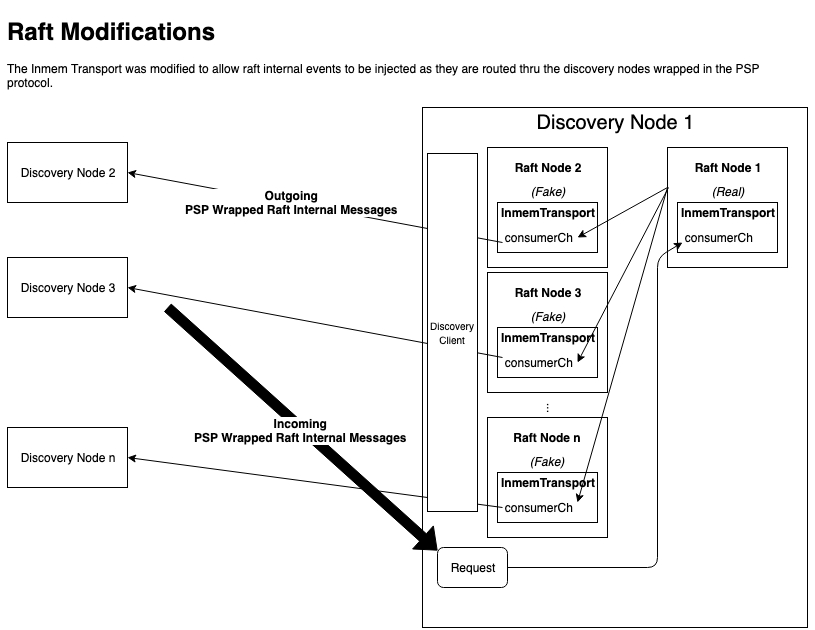 Raft Modifications
The Inmem Transport was modified to allow raft internal events to be injected as they are routed thru the discovery nodes wrapped in the PSP
protocol.
Discovery Node 1
Discovery Node 2
Outgoing
PSP Wrapped Raft Internal Messages
Discovery Node 3
Incoming
PSP Wrapped Raft Internal Messages
Discovery Node n
Discovery
Client
Raft Node 2
(Fake)
InmemTransport
consumerCh
Raft Node 3
(Fake)
InmemTransport
consumerCh
...
Raft Node n
(Fake)
InmemTransport
consumerCh
Raft Node 1
(Real)
InmemTransport
consumerCh
Request